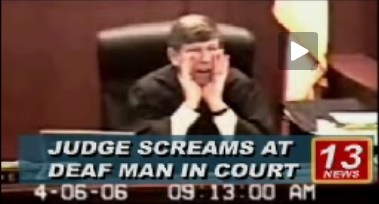 JUDGE SCREAMS AT
DEAF MAN IN COURT
13
NEWS
4-06-06 09:13:00 AM